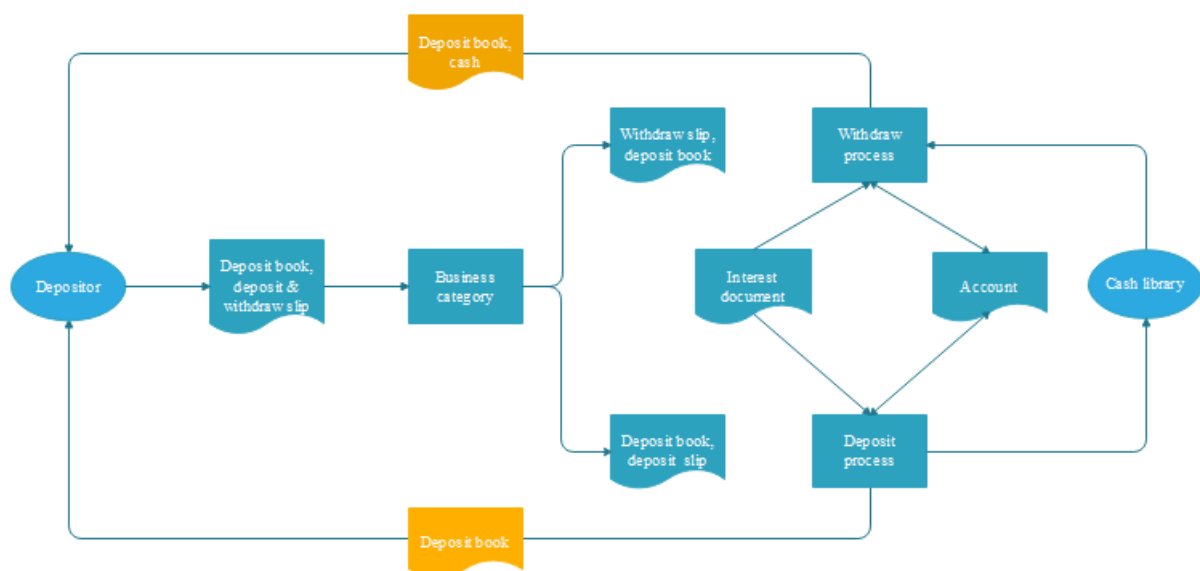 Deposit book,
cash
Withdraw slip,
deposit book
Withdraw
process
Depositor
Deposit book,
deposit &
withdraw slip
Business
category
Interest
document
Account
Cash library
Deposit book,
deposit slip
Deposit
process
Deposit book